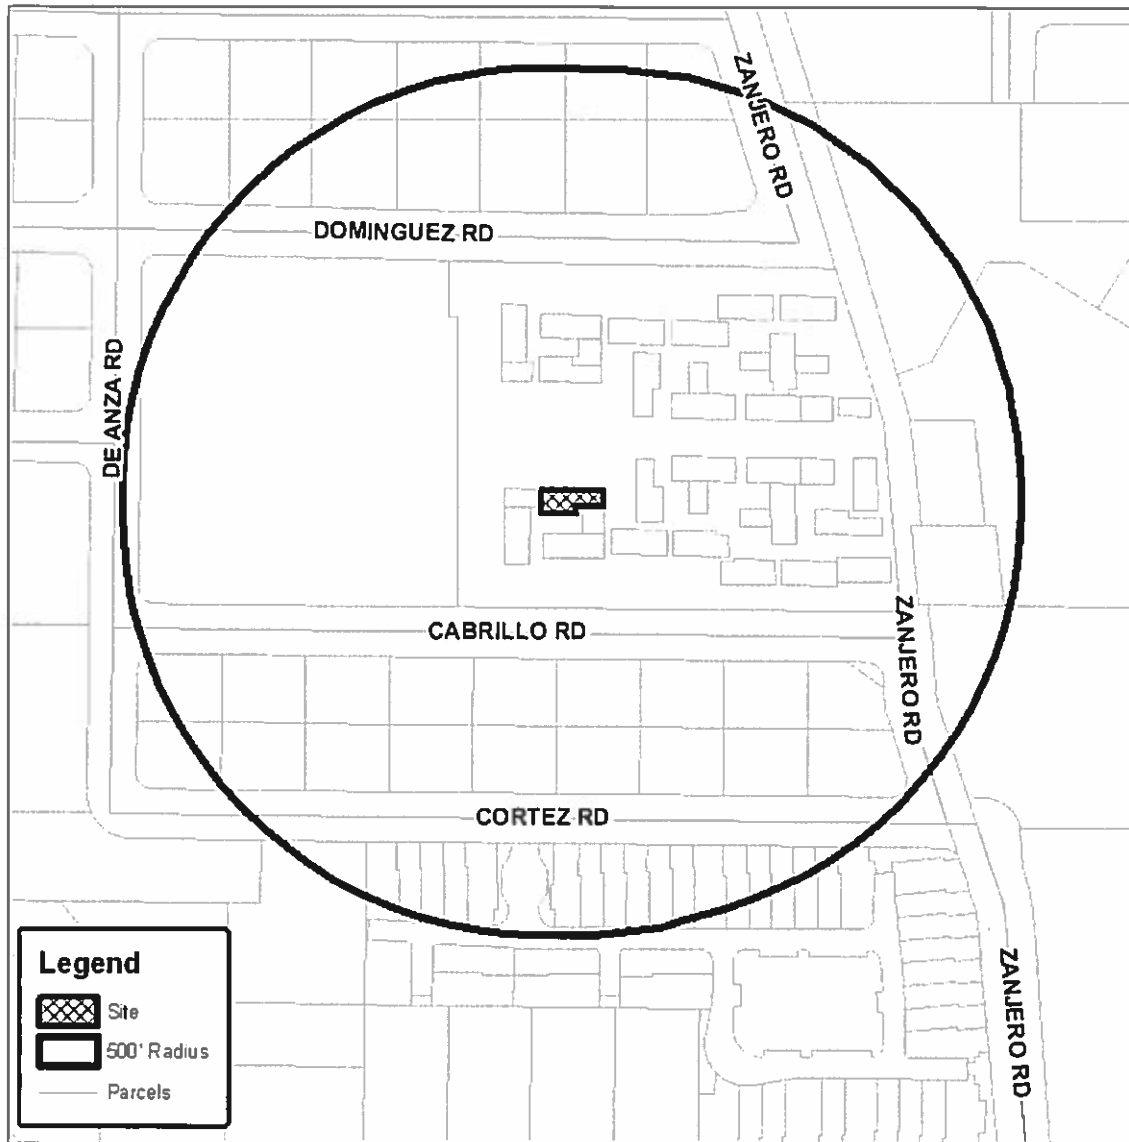 ZANJERO RD
DOMINGUEZ RD
DE ANZA RD
CABRILLO RD
ZANJERO RD
CORTEZ RD
Legend
Site
500' Radius
Parcels
ZANJERO RD